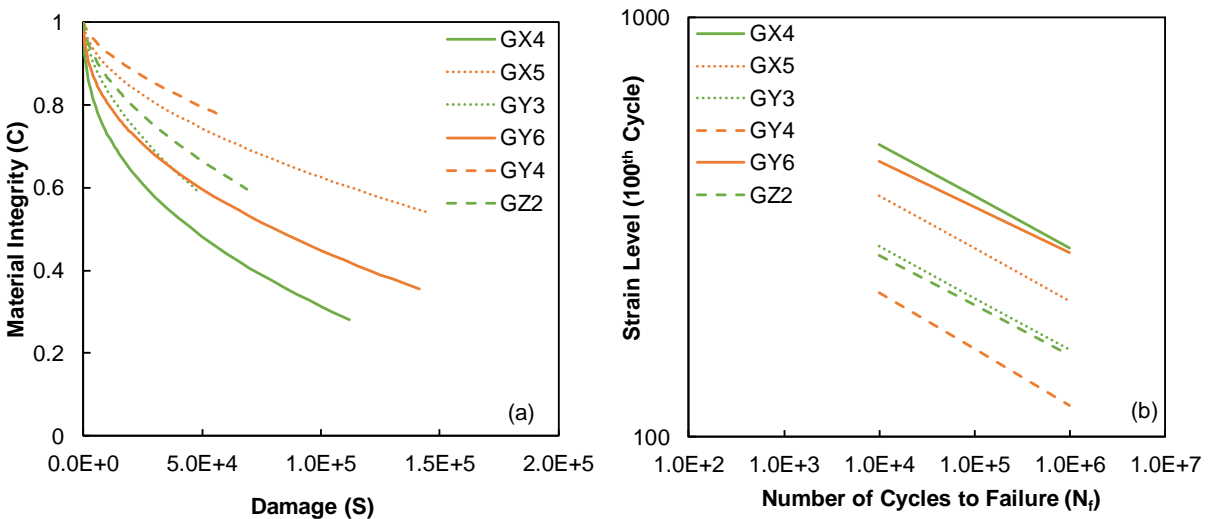 Material Integrity (C)
1
0.8
0.6
0.4
0.2
0
0.0E+0 5.0E+4 1.0E+5 1.5E+5 2.0E+5
Damage (S)
GX4
GX5
GY3
GY6
GY4
GZ2
(a)
Strain Level (100th Cycle)
1000
100
1.0E+2 1.0E+3 1.0E+4 1.0E+5 1.0E+6 1.0E+7
Number of Cycles to Failure (Nf)
GX4
GX5
GY3
GY4
GY6
GZ2
(b)